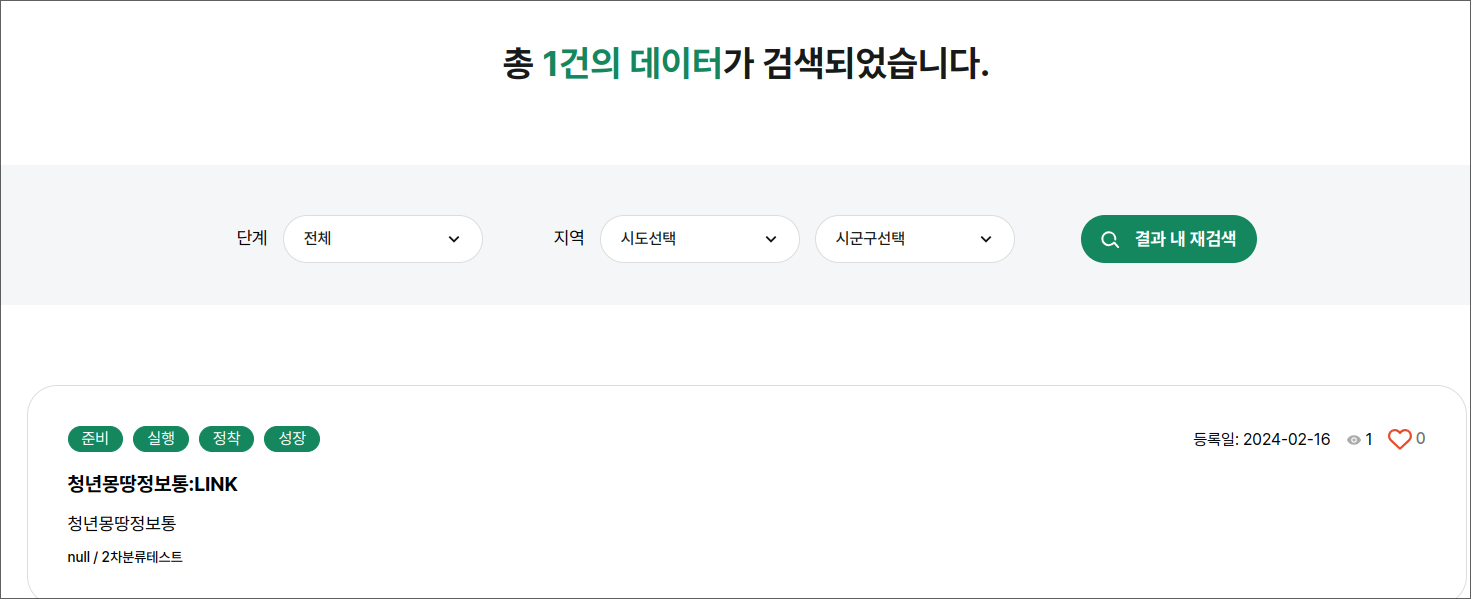 총 1건의 데이터가 검색되었습니다.
단계 전체 지역 시도선택 시군구선택 결과 내 재검색
준비 실행 정착 성장 등록일: 2024-02-16 1 0
청년몽땅정보통:LINK
청년몽땅정보통
null / 2차분류테스트